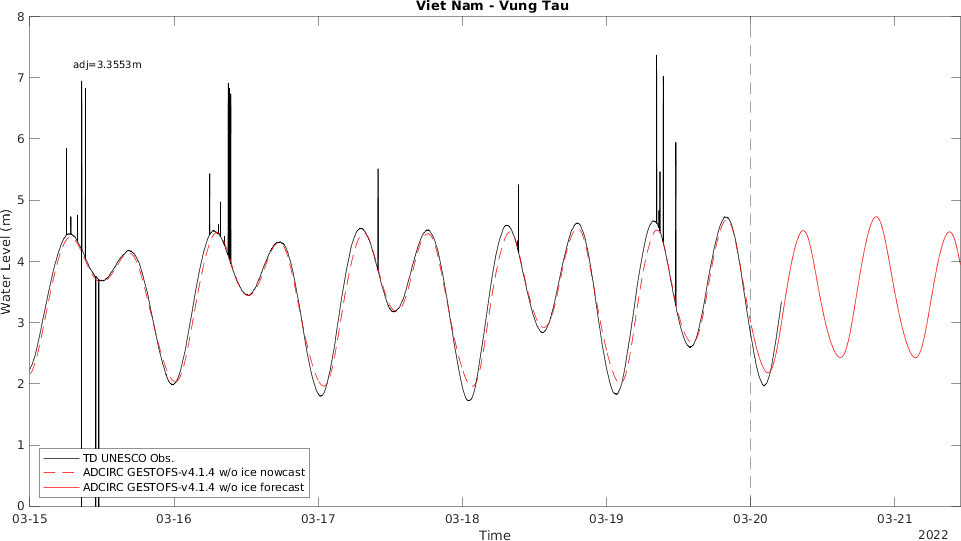 Viet Nam - Vung Tau
adj=3.3553m
Water Level (m)
8
7
6
5
4
3
2
1
0
TD UNESCO Obs.
ADCIRC GESTOFS-v4.1.4 w/o ice nowcast
ADCIRC GESTOFS-v4.1.4 w/o ice forecast
03-15 03-16 03-17 03-18 03-19 03-20 03-21
Time
2022